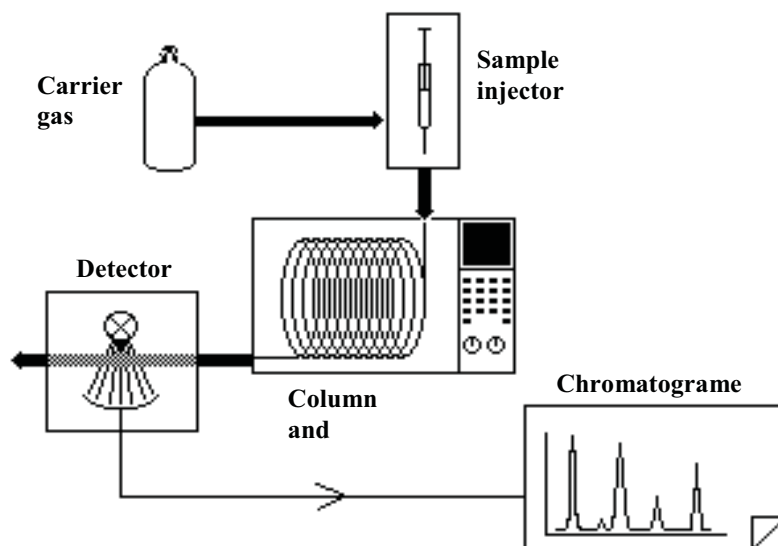 Carrier
gas
Sample
injector
Detector
Column
and
Chromatograme